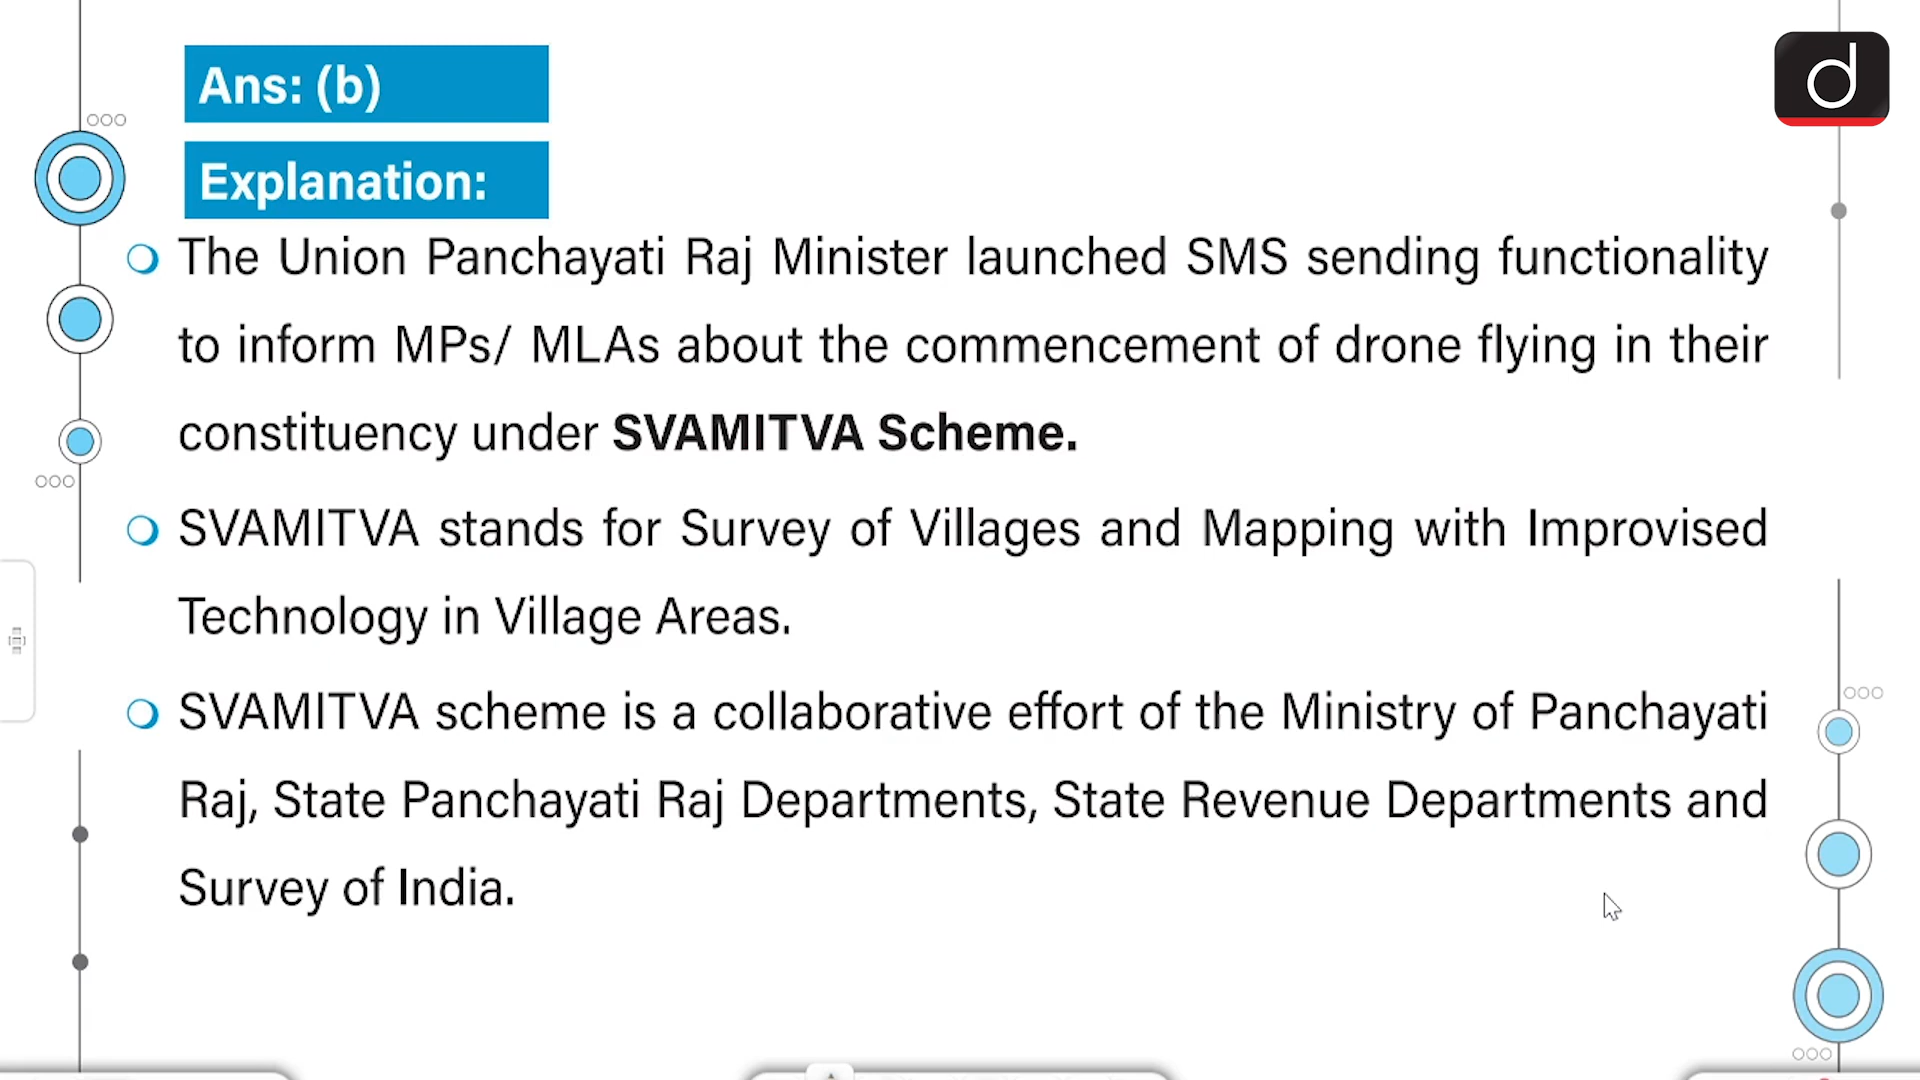 Ans: (b)
d
Explanation:
The Union Panchayati Raj Minister launched SMS sending functionality
to inform MPs/ MLAs about the commencement of drone flying in their
constituency under SVAMITVA Scheme.
SVAMITVA stands for Survey of Villages and Mapping with Improvised
Technology in Village Areas.
SVAMITVA scheme is a collaborative effort of the Ministry of Panchayati
Raj, State Panchayati Raj Departments, State Revenue Departments and
Survey of India.